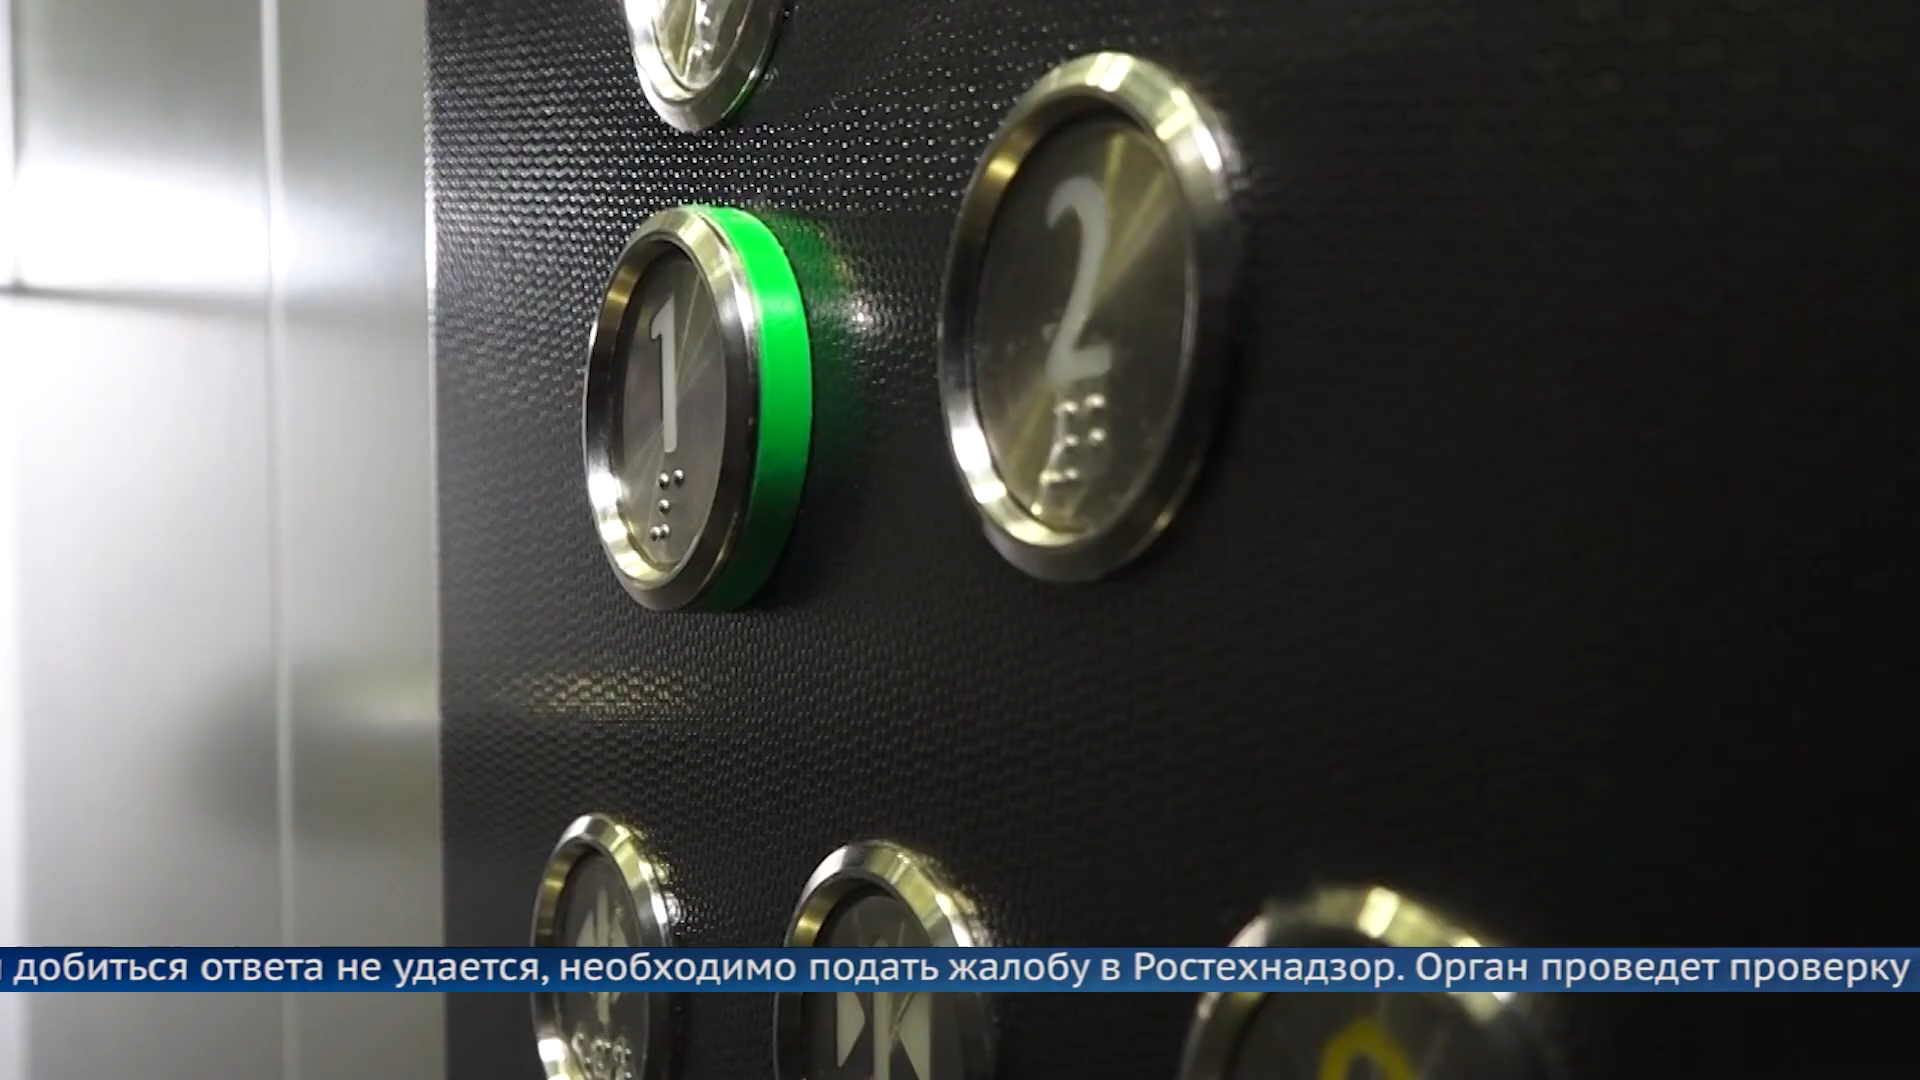 1
2
добиться ответа не удается, необходимо подать жалобу в Ростехнадзор. Орган проведет проверку